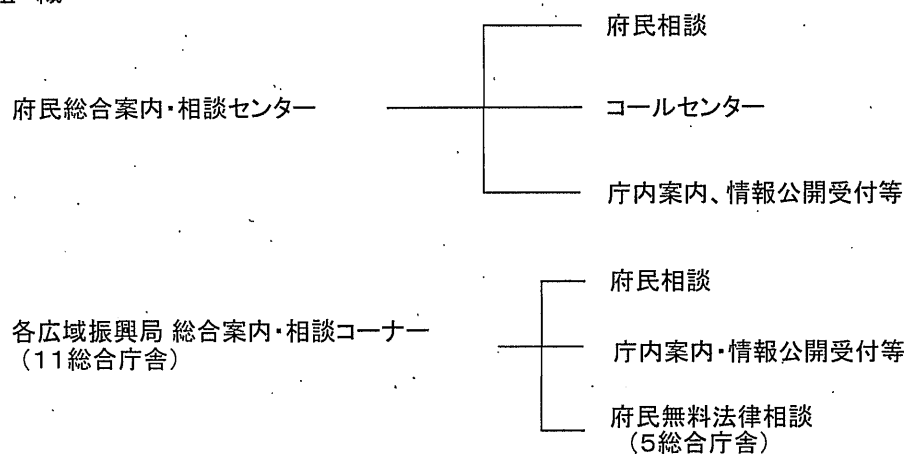 府民相談
府民総合案内・相談センター
コールセンター
庁内案内、情報公開受付等
府民相談
各広域振興局 総合案内・相談コーナー
(11総合庁舎)
庁内案内・情報公開受付等
府民無料法律相談
(5総合庁舎)